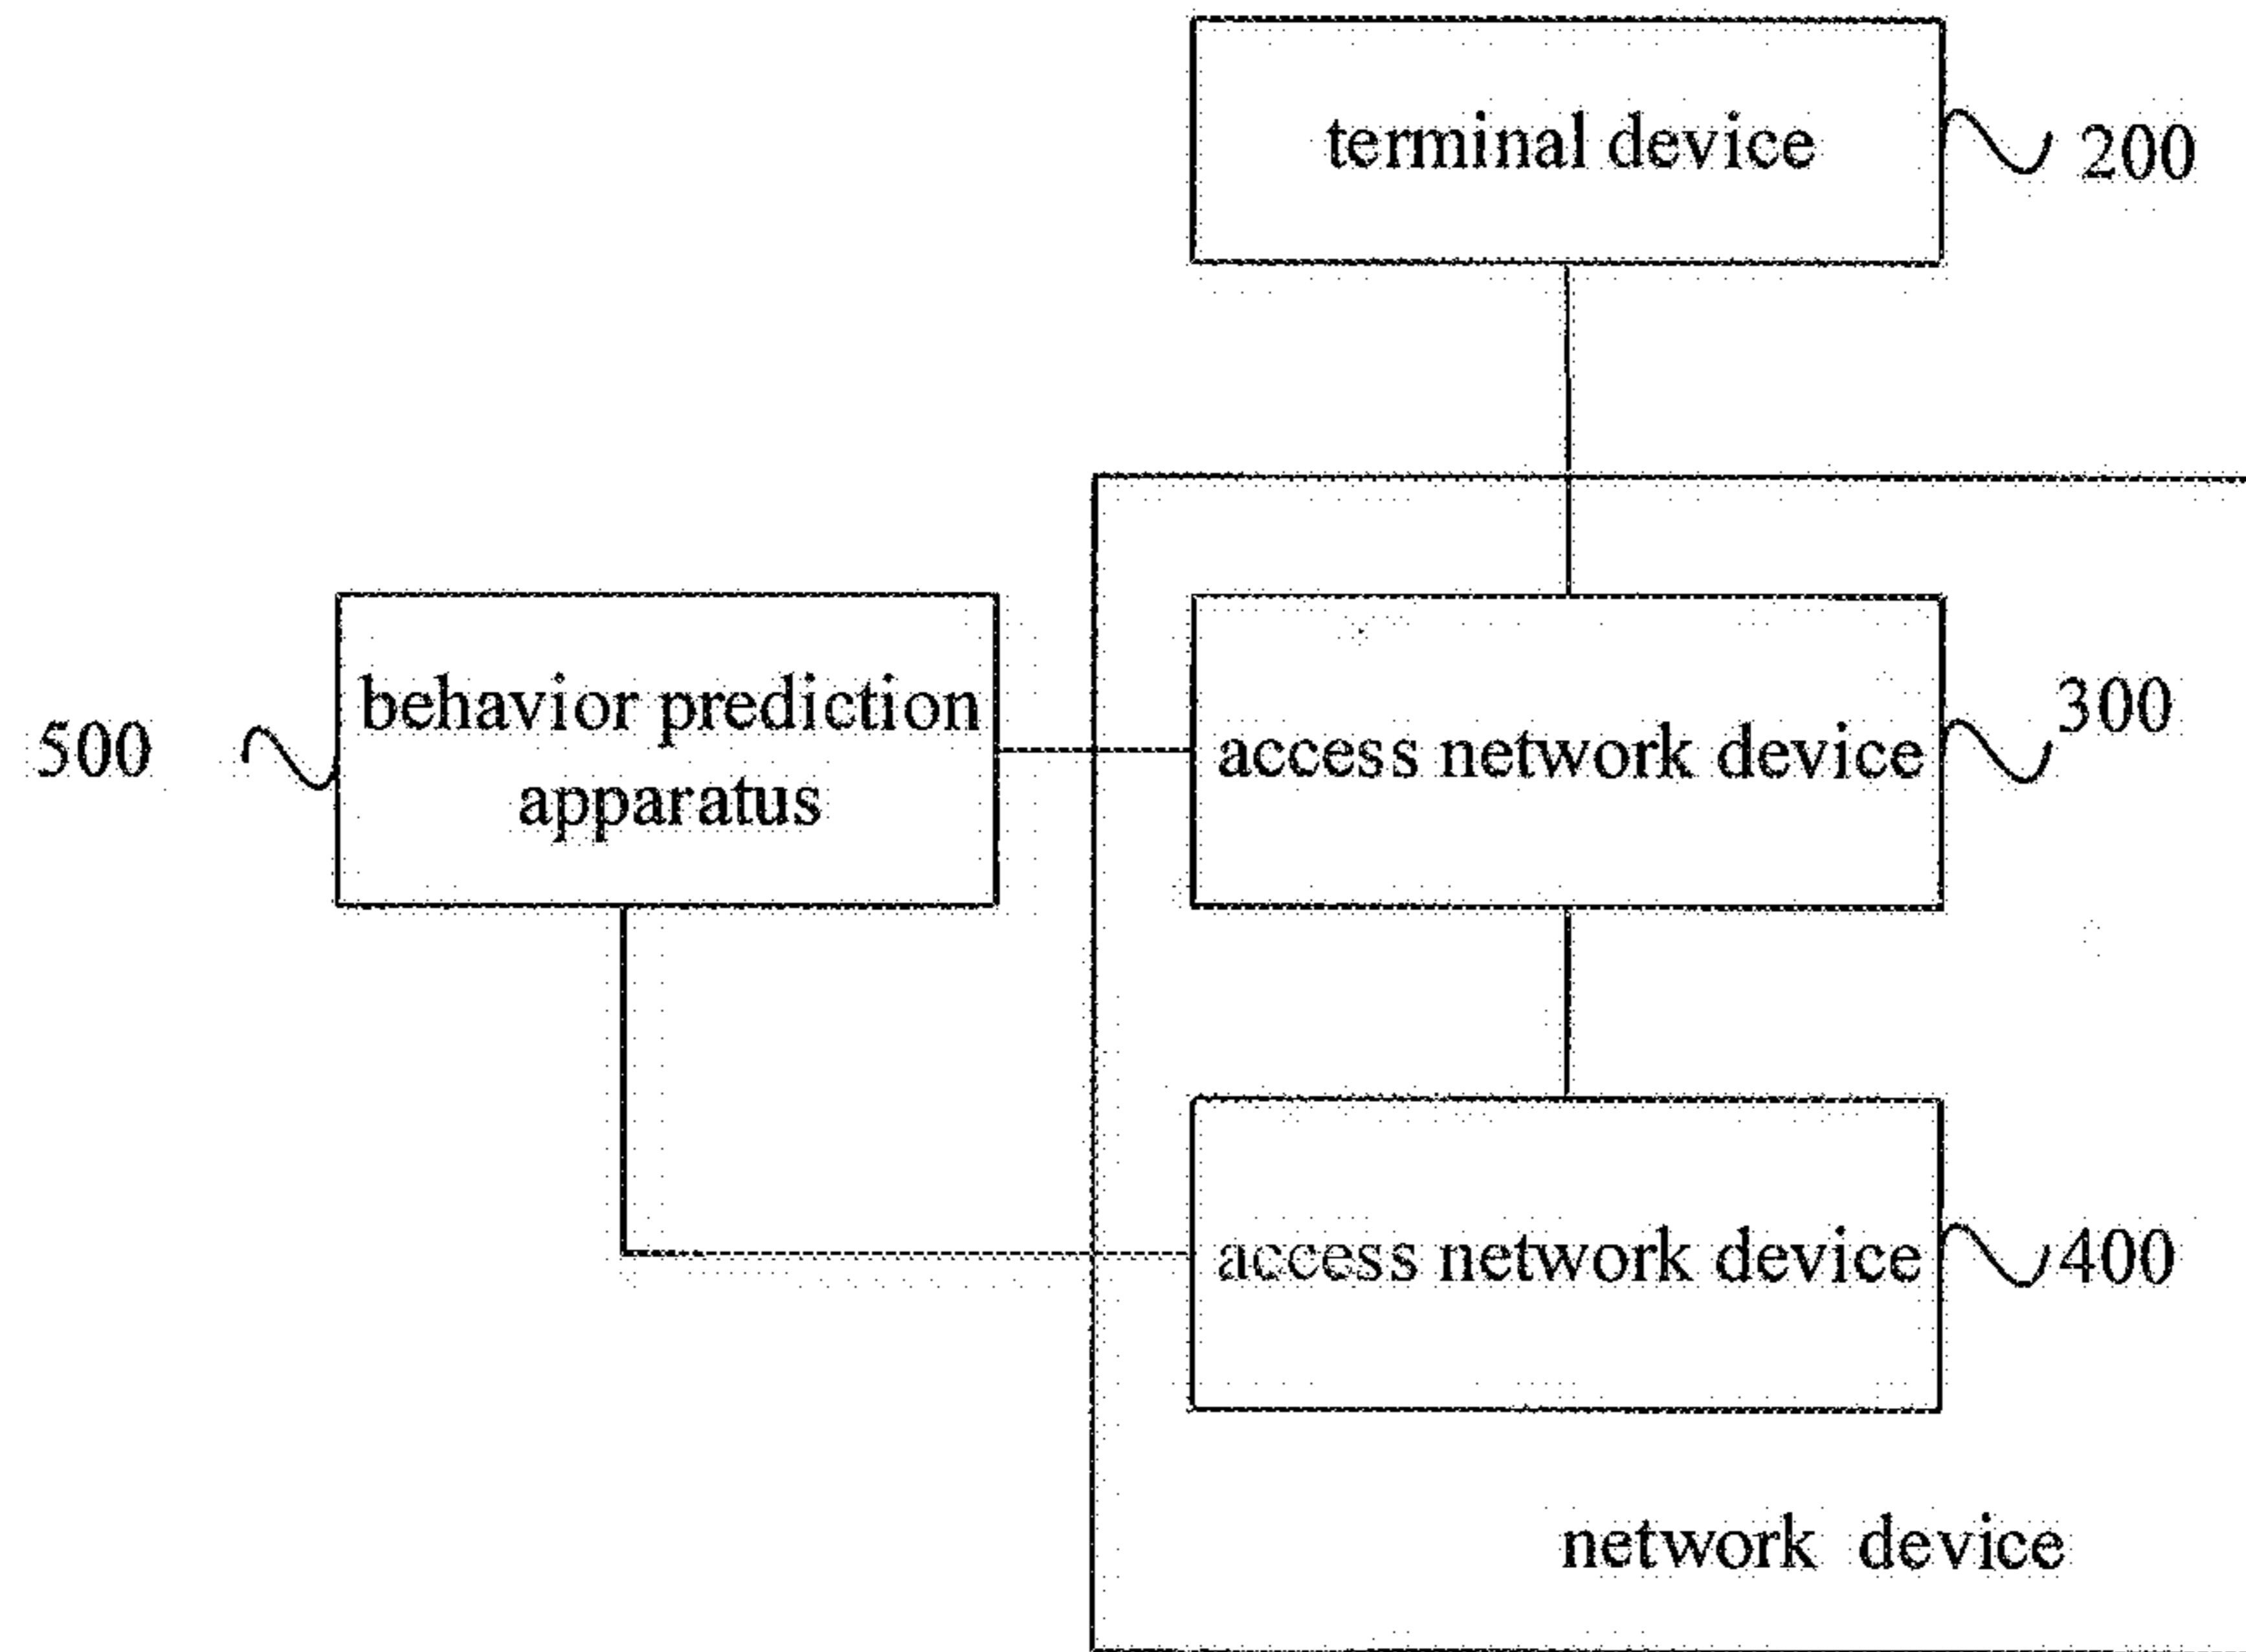 terminal device
200
behavior prediction
apparatus
500
access network device
300
access network device
400
network device